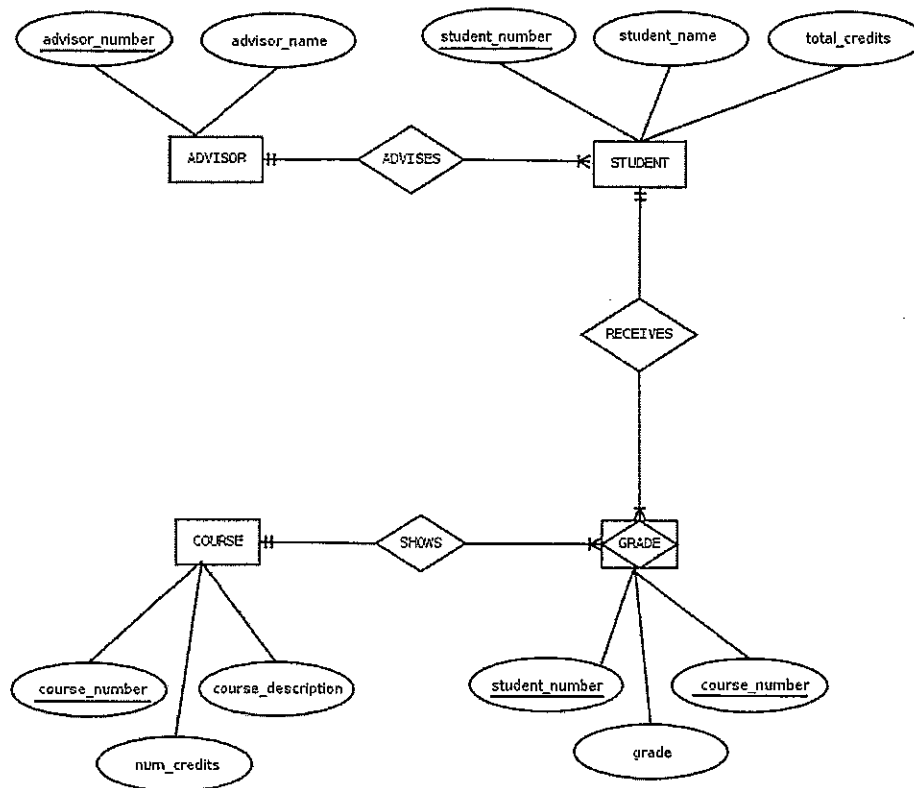 advisor_number
advisor_name
student_number
student_name
total_credits
ADVISOR
ADVISES
STUDENT
RECEIVES
COURSE
SHOWS
GRADE
course_number
course_description
num_credits
student_number
course_number
grade